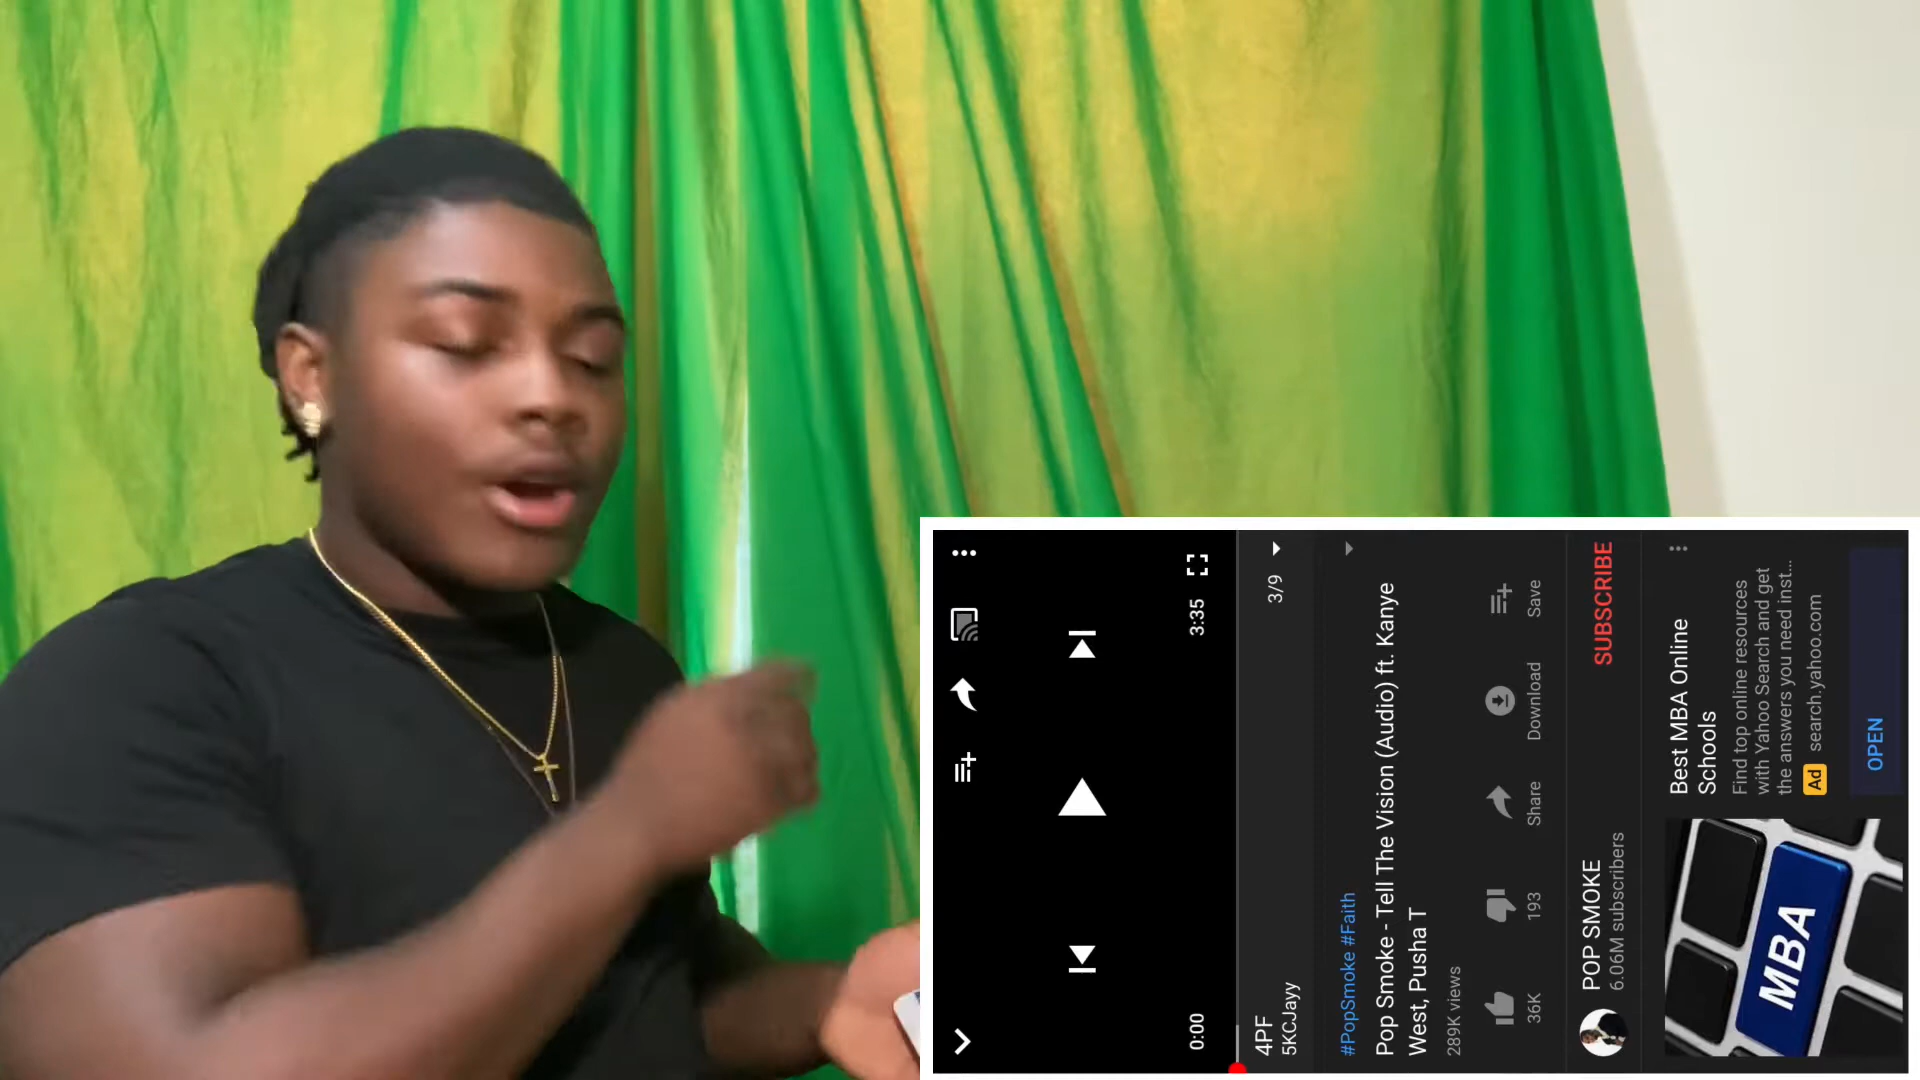 0:00
3:35
4PF
3/9
5KCJayy
#PopSmoke #Faith
Pop Smoke - Tell The Vision (Audio) ft. Kanye
West, Pusha T
289K views
36K
193
Share
Download
Save
POP SMOKE
6.06M subscribers
SUBSCRIBE
MBA
Best MBA Online
Schools
Find top online resources
with Yahoo Search and get
the answers you need inst...
Ad search.yahoo.com
OPEN